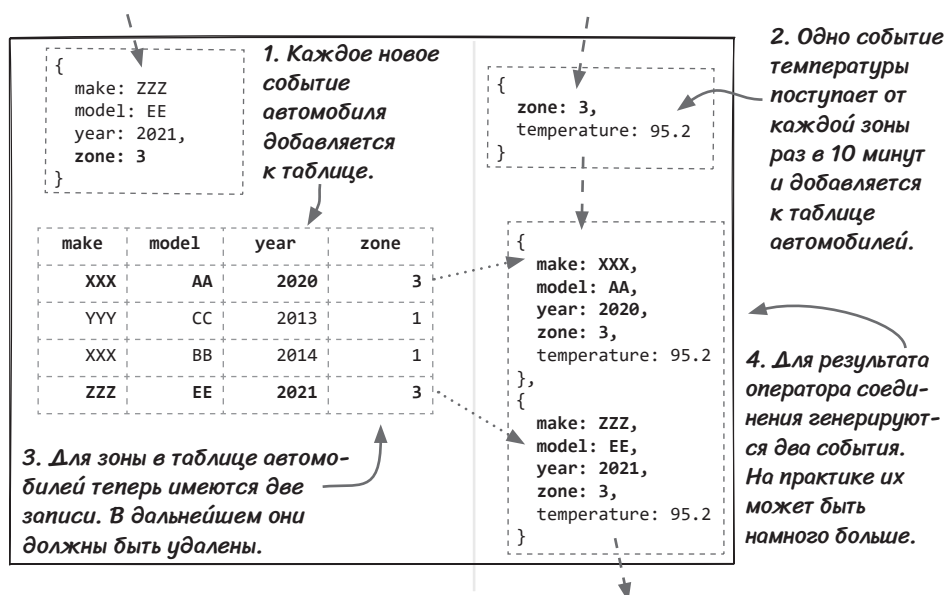 {
make: ZZZ
model: EE
year: 2021,
zone: 3
}
1. Каждое новое
событие
автомобиля
добавляется
к таблице.
{
zone: 3,
temperature: 95.2
}
2. Одно событие
температуры
поступает от
каждой зоны
раз в 10 минут
и добавляется
к таблице
автомобилей.
make model year zone
XXX AA 2020 3
YYY CC 2013 1
XXX BB 2014 1
ZZZ EE 2021 3
3. Для зоны в таблице автомо-
билей теперь имеются две
записи. В дальнейшем они
должны быть удалены.
{
make: XXX,
model: AA,
year: 2020,
zone: 3,
temperature: 95.2
},
{
make: ZZZ,
model: EE,
year: 2021,
zone: 3,
temperature: 95.2
}
4. Для результата
оператора соеди-
нения генерируют-
ся два события.
На практике их
может быть
намного больше.